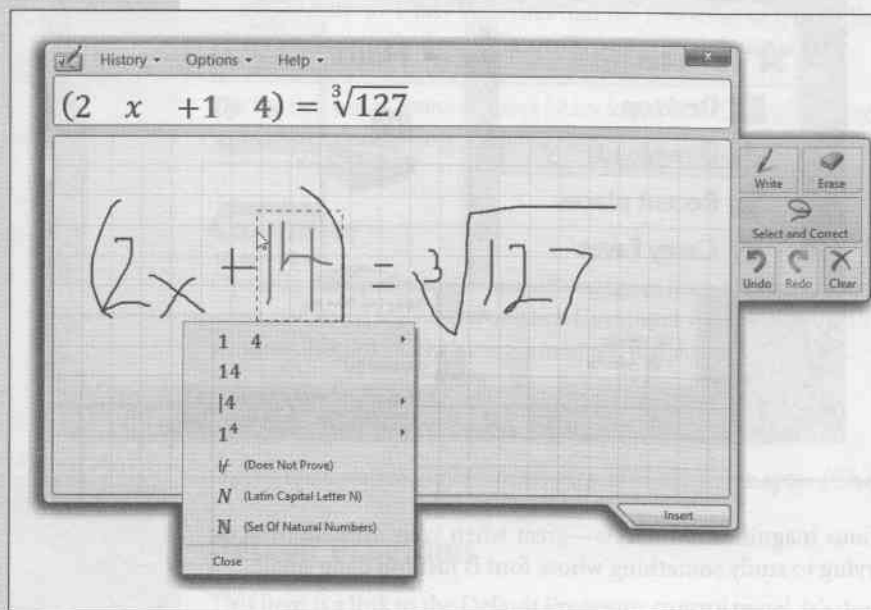 History Options Help x
(2 x +1 4) = ∛127
(2x + 14) = ∛127
Write Erase
Select and Correct
Undo Redo Clear
1 4
14
|4
1⁴
⊬ (Does Not Prove)
N (Latin Capital Letter N)
ℕ (Set Of Natural Numbers)
Close
Insert